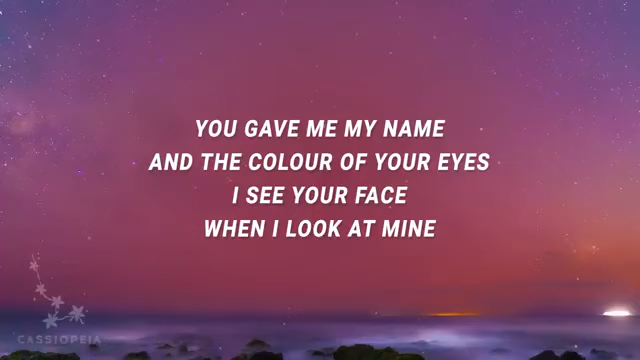 YOU GAVE ME MY NAME
AND THE COLOUR OF YOUR EYES
I SEE YOUR FACE
WHEN I LOOK AT MINE
CASSIOPEIA